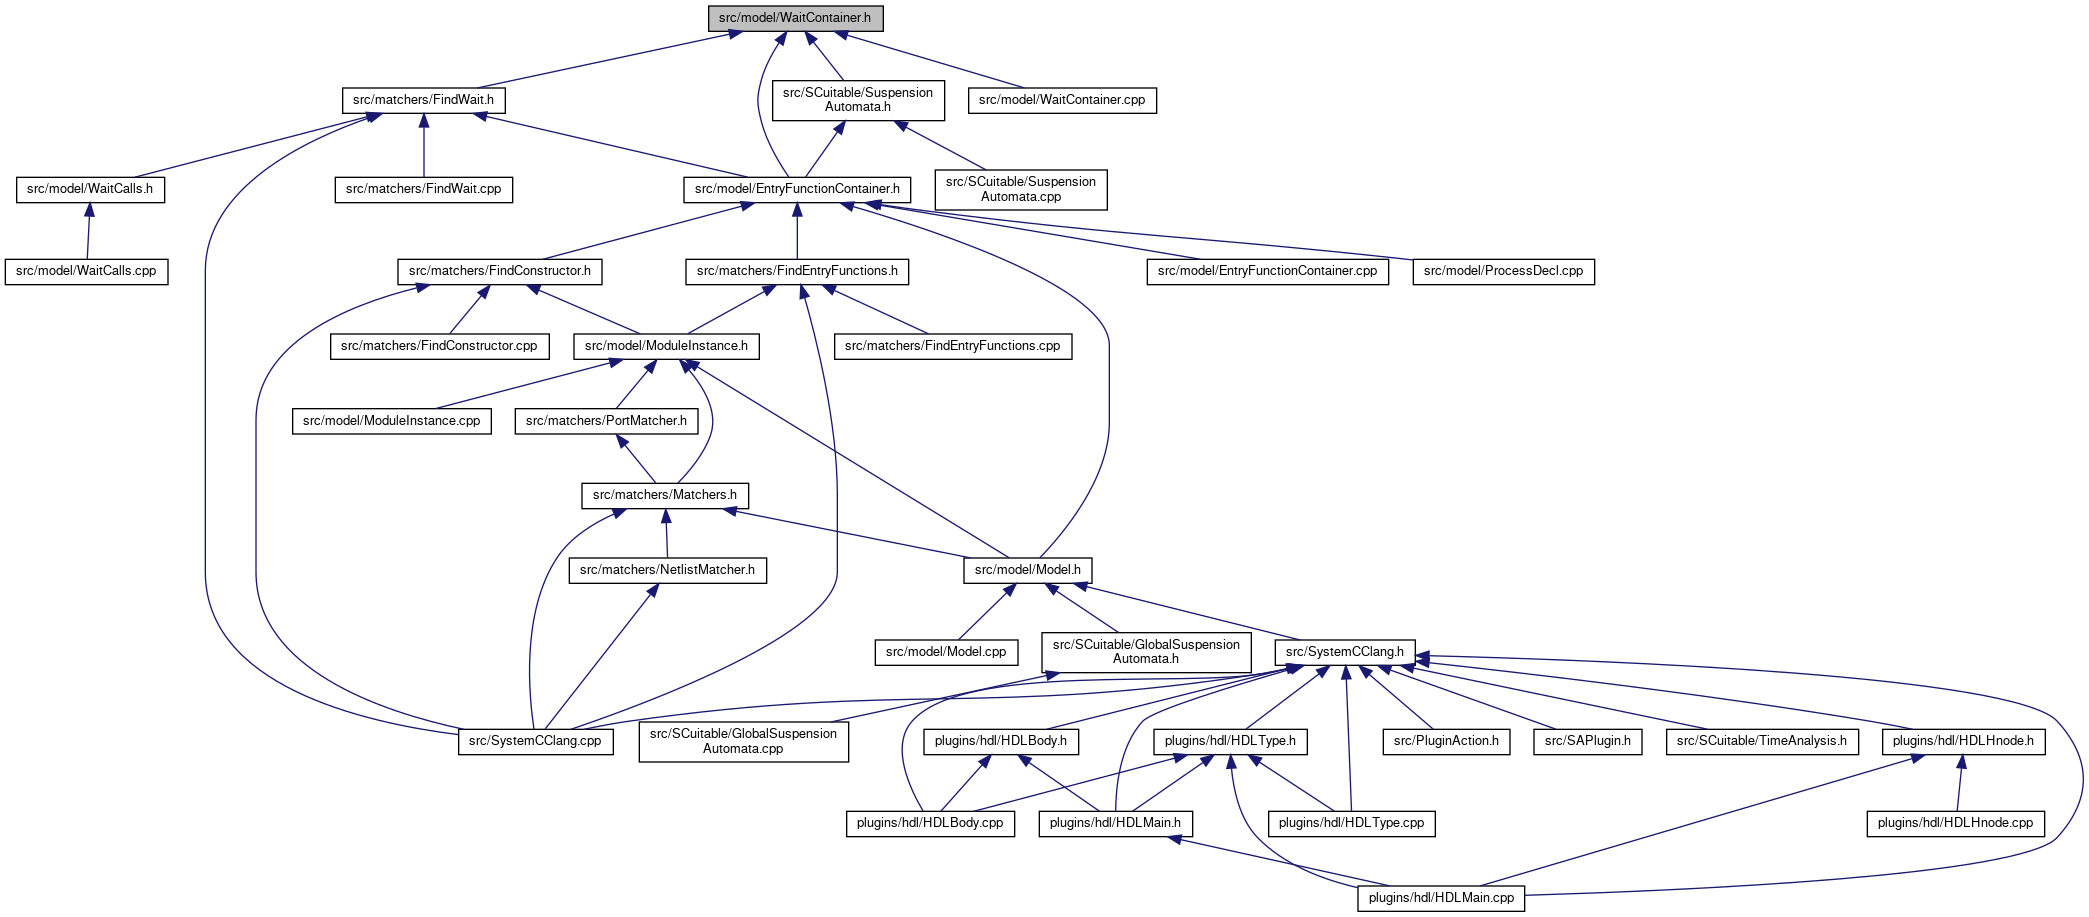 src/model/WaitContainer.h
src/matchers/FindWait.h
src/SCuitable/Suspension
Automata.h
src/model/WaitContainer.cpp
src/model/WaitCalls.h
src/matchers/FindWait.cpp
src/model/EntryFunctionContainer.h
src/SCuitable/Suspension
Automata.cpp
src/model/WaitCalls.cpp
src/matchers/FindConstructor.h
src/matchers/FindEntryFunctions.h
src/model/EntryFunctionContainer.cpp
src/model/ProcessDecl.cpp
src/matchers/FindConstructor.cpp
src/model/ModuleInstance.h
src/matchers/FindEntryFunctions.cpp
src/model/ModuleInstance.cpp
src/matchers/PortMatcher.h
src/matchers/Matchers.h
src/matchers/NetlistMatcher.h
src/model/Model.h
src/model/Model.cpp
src/SCuitable/GlobalSuspension
Automata.h
src/SystemCClang.h
src/SystemCClang.cpp
src/SCuitable/GlobalSuspension
Automata.cpp
plugins/hdl/HDLBody.h
plugins/hdl/HDLType.h
src/PluginAction.h
src/SAPlugin.h
src/SCuitable/TimeAnalysis.h
plugins/hdl/HDLHnode.h
plugins/hdl/HDLBody.cpp
plugins/hdl/HDLMain.h
plugins/hdl/HDLType.cpp
plugins/hdl/HDLHnode.cpp
plugins/hdl/HDLMain.cpp